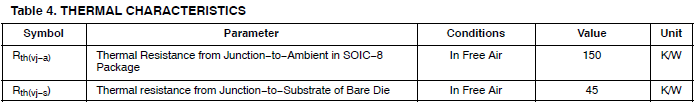 Table 4. THERMAL CHARACTERISTICS
Symbol Parameter Conditions Value Unit
Rth(vj−a) Thermal Resistance from Junction−to−Ambient in SOIC−8 In Free Air 150 K/W
Package
Rth(vj−s) Thermal resistance from Junction−to−Substrate of Bare Die In Free Air 45 K/W